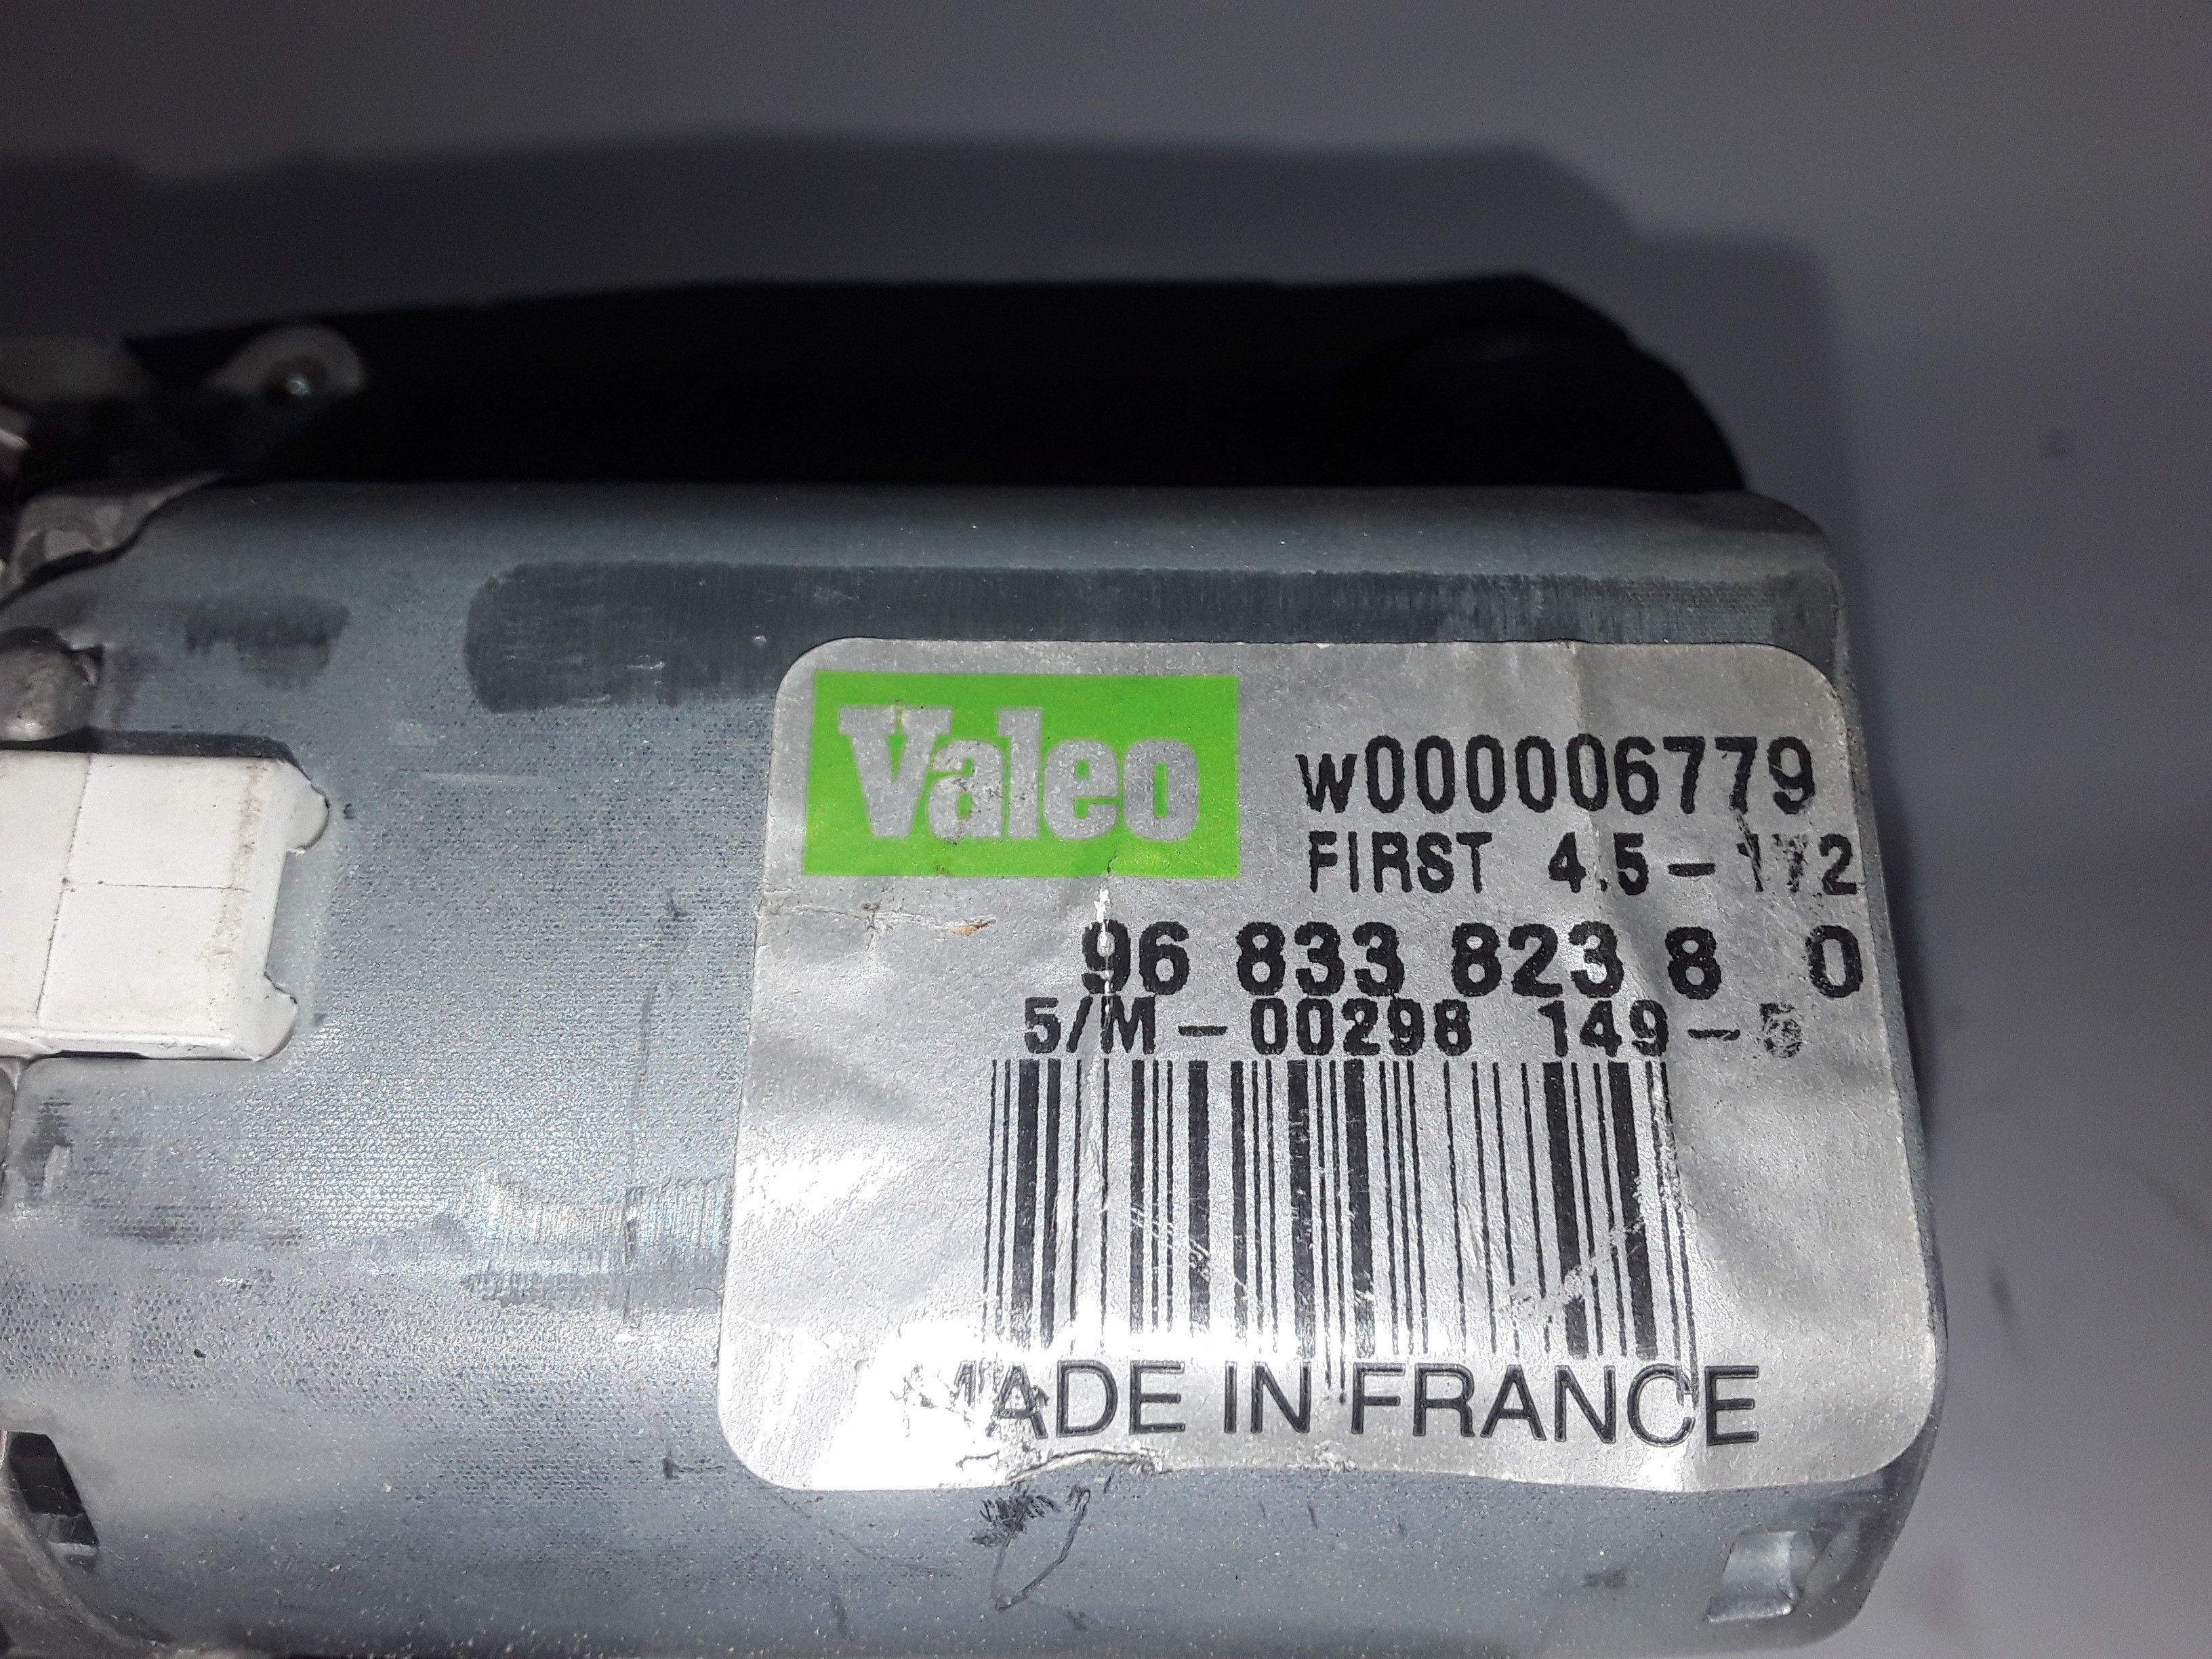 Valeo
W000006779
FIRST 4.5-172
96 833 823 8 0
5/M-00298 149-5
MADE IN FRANCE